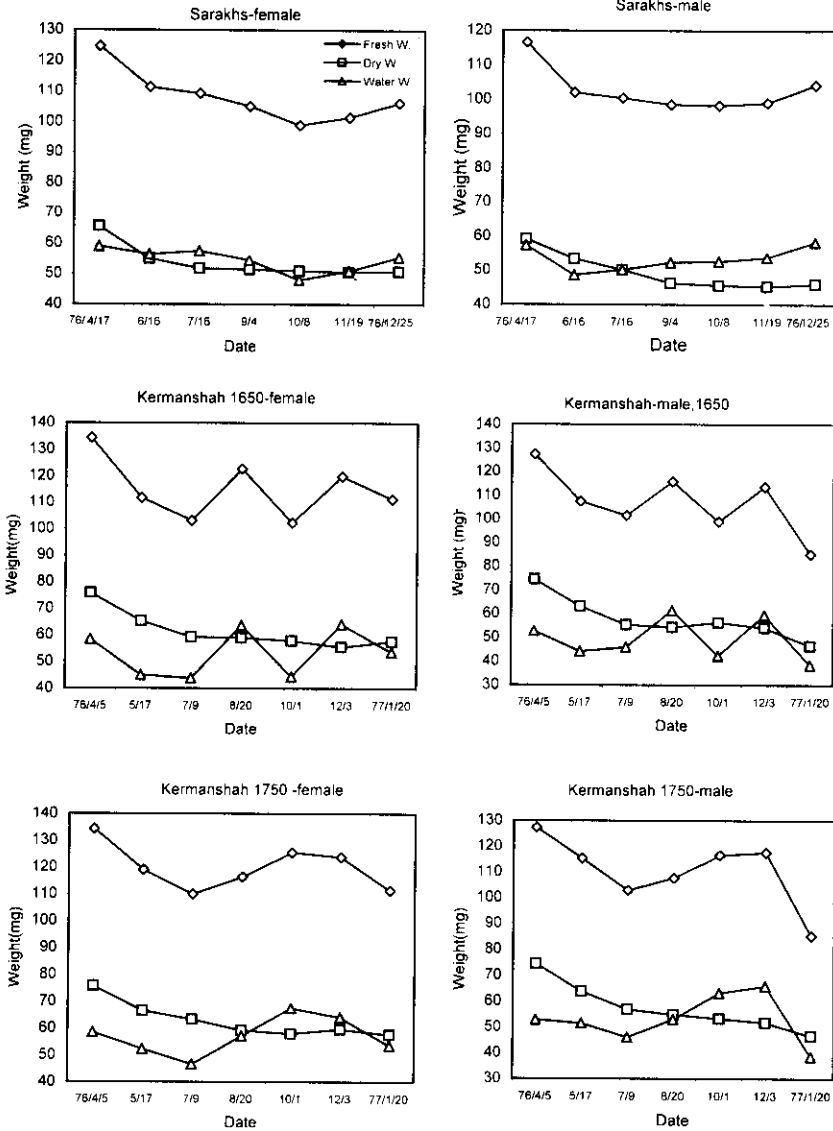 Sarakhs-female
130
120
110
100
90
80
70
60
50
40
Weight (mg)
Fresh W.
Dry W
Water W
76/4/17 6/16 7/16 9/4 10/8 11/19 76/12/25
Date
Sarakhs-male
120
110
100
90
80
70
60
50
40
Weight (mg)
76/4/17 6/16 7/16 9/4 10/8 11/19 76/12/25
Date
Kermanshah 1650-female
140
130
120
110
100
90
80
70
60
50
40
Weight(mg)
76/4/5 5/17 7/9 8/20 10/1 12/3 77/1/20
Date
Kermanshah-male,1650
140
130
120
110
100
90
80
70
60
50
40
30
Weight (mg)
76/4/5 5/17 7/9 8/20 10/1 12/3 77/1/20
Date
Kermanshah 1750 -female
140
130
120
110
100
90
80
70
60
50
40
Weight(mg)
76/4/5 5/17 7/9 8/20 10/1 12/3 77/1/20
Date
Kermanshah 1750-male
130
120
110
100
90
80
70
60
50
40
30
Weight(mg)
76/4/5 5/17 7/9 8/20 10/1 12/3 77/1/20
Date